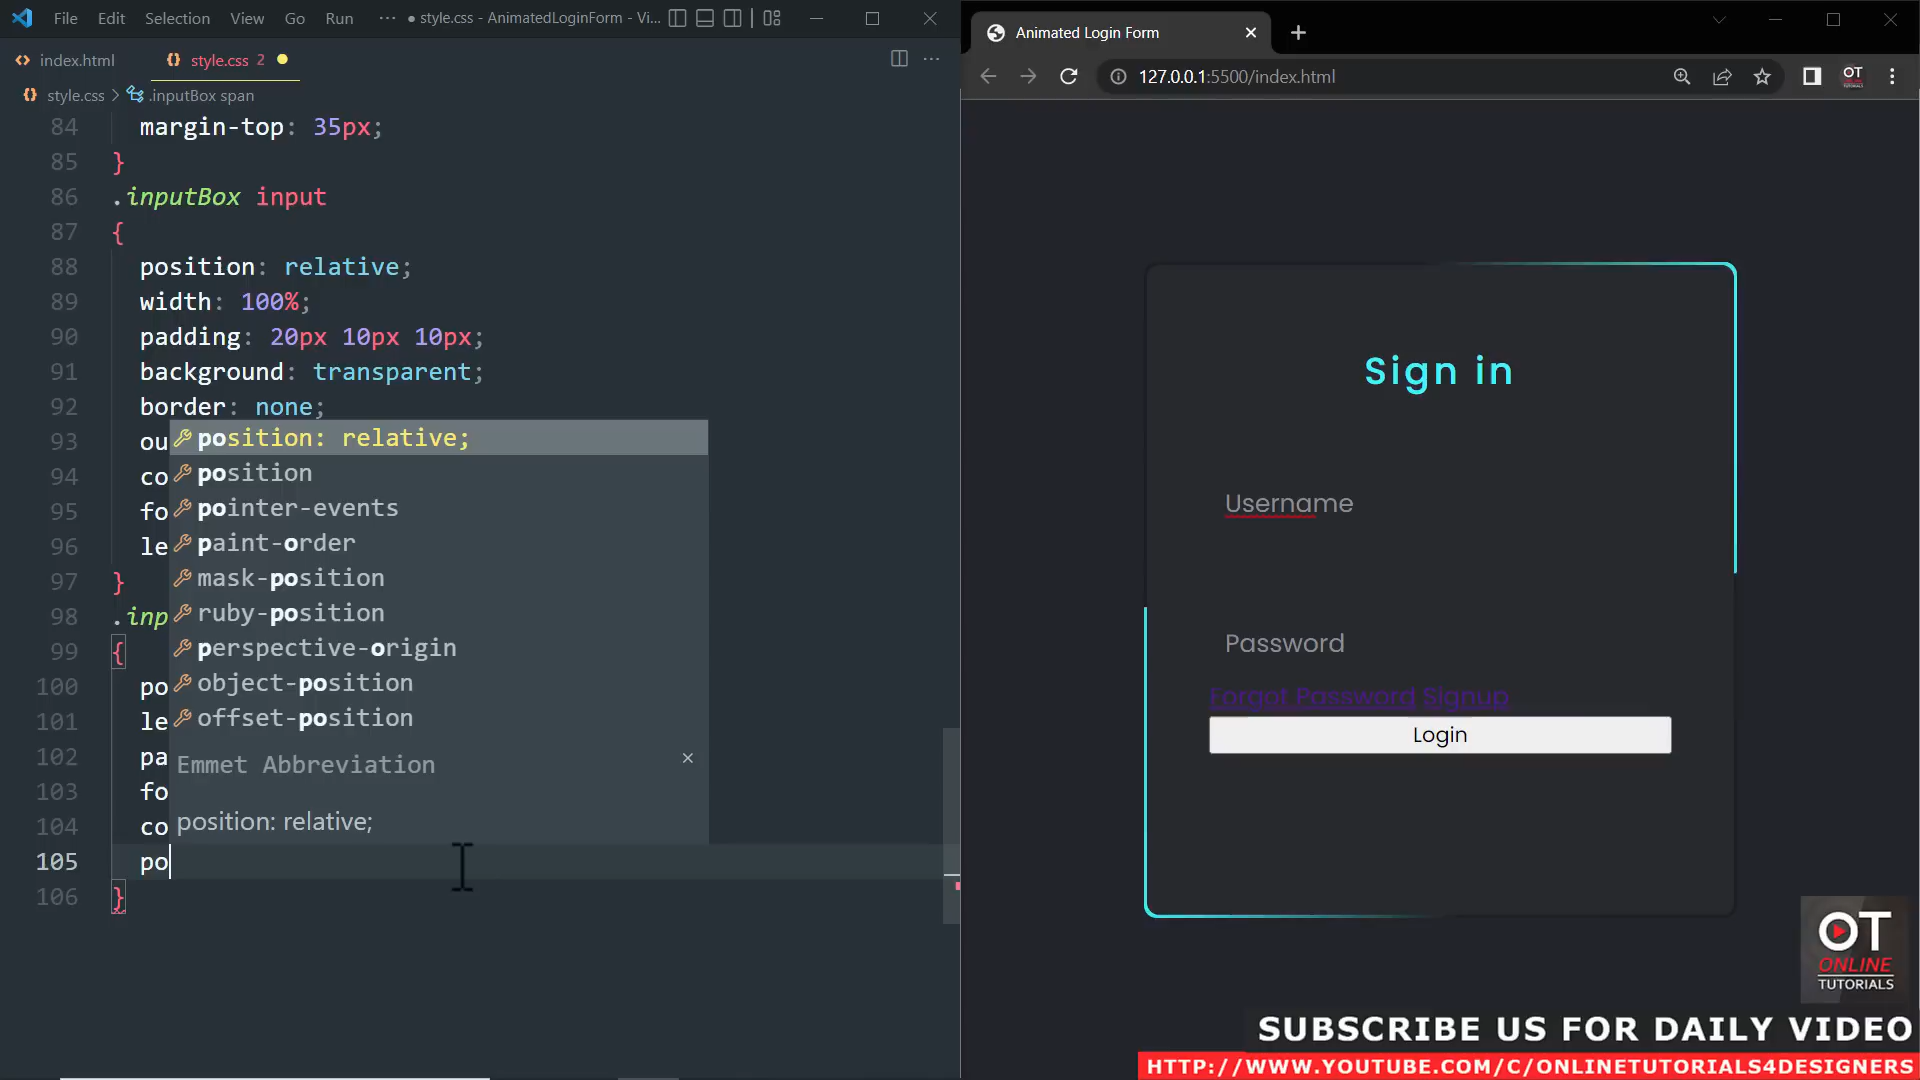 File Edit Selection View Go Run ··· ● style.css - AnimatedLoginForm - Vi...
index.html style.css 2
style.css > .inputBox span
84 margin-top: 35px;
85 }
86 .inputBox input
87 {
88 position: relative;
89 width: 100%;
90 padding: 20px 10px 10px;
91 background: transparent;
92 border: none;
93 ou position: relative;
94 co position
95 fo pointer-events
96 le paint-order
97 } mask-position
98 .inp ruby-position
99 { perspective-origin
100 po object-position
101 le offset-position
102 pa Emmet Abbreviation
103 fo
104 co position: relative;
105 po
106 }
Animated Login Form
127.0.0.1:5500/index.html
OT
Sign in
Username
Password
Forgot Password Signup
Login
OT
ONLINE
TUTORIALS
SUBSCRIBE US FOR DAILY VIDEO
HTTP://WWW.YOUTUBE.COM/C/ONLINETUTORIALS4DESIGNERS